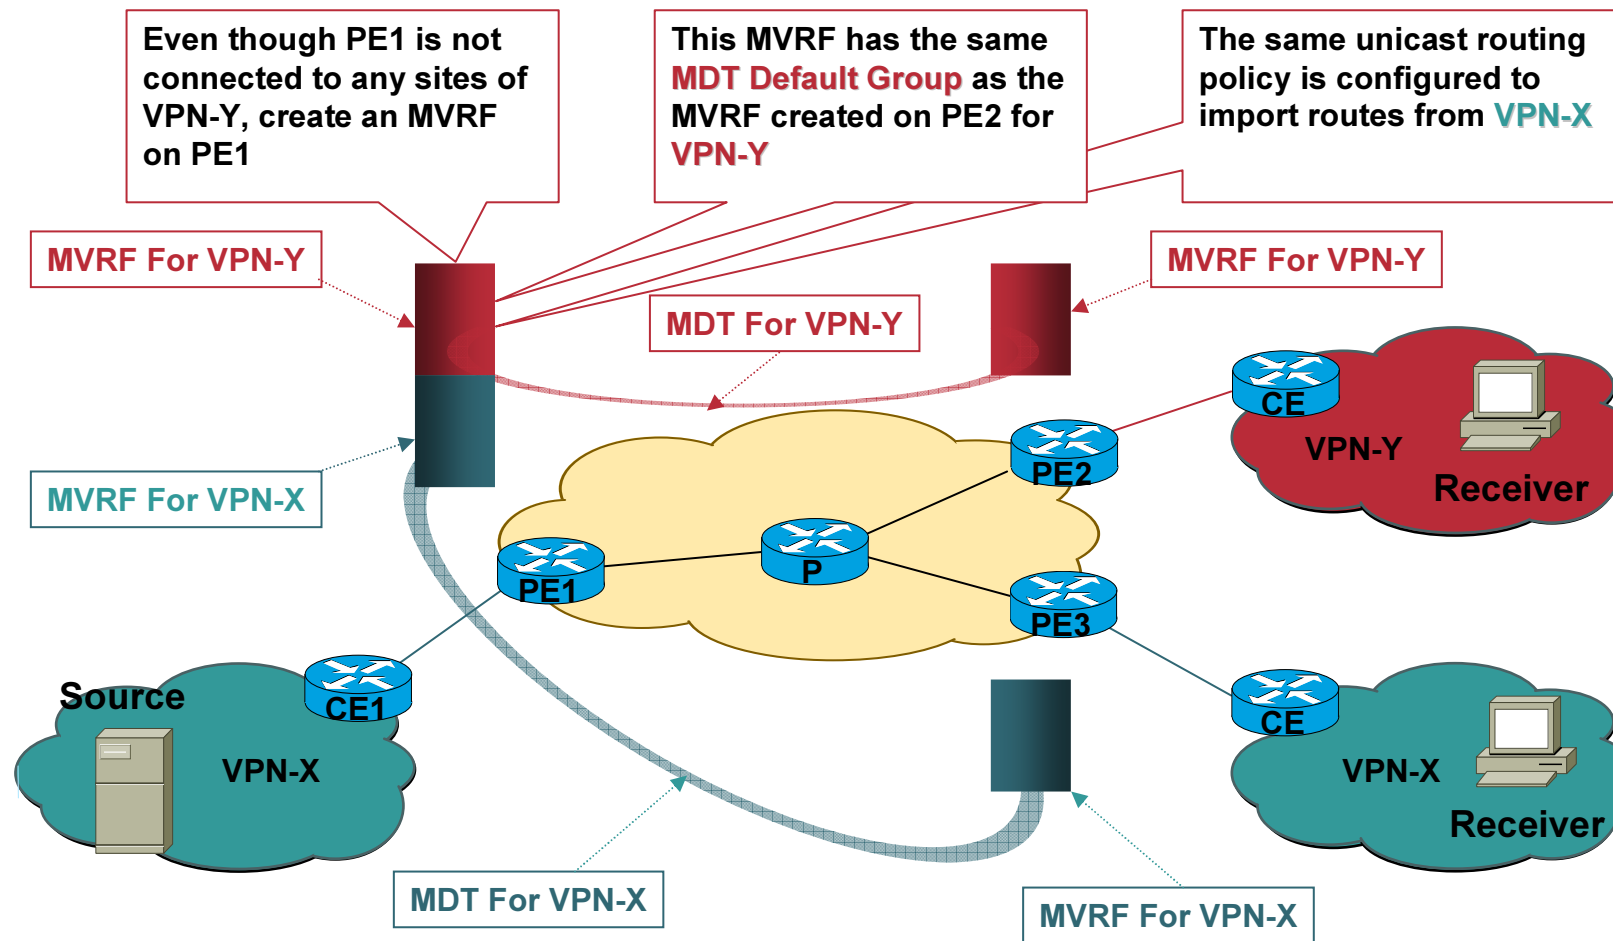 Even though PE1 is not
connected to any sites of
VPN-Y, create an MVRF
on PE1
This MVRF has the same
MDT Default Group as the
MVRF created on PE2 for
VPN-Y
The same unicast routing
policy is configured to
import routes from VPN-X
MVRF For VPN-Y
MVRF For VPN-Y
MDT For VPN-Y
CE
VPN-Y
Receiver
PE2
MVRF For VPN-X
P
PE1
PE3
Source
CE1
VPN-X
CE
VPN-X
Receiver
MDT For VPN-X
MVRF For VPN-X